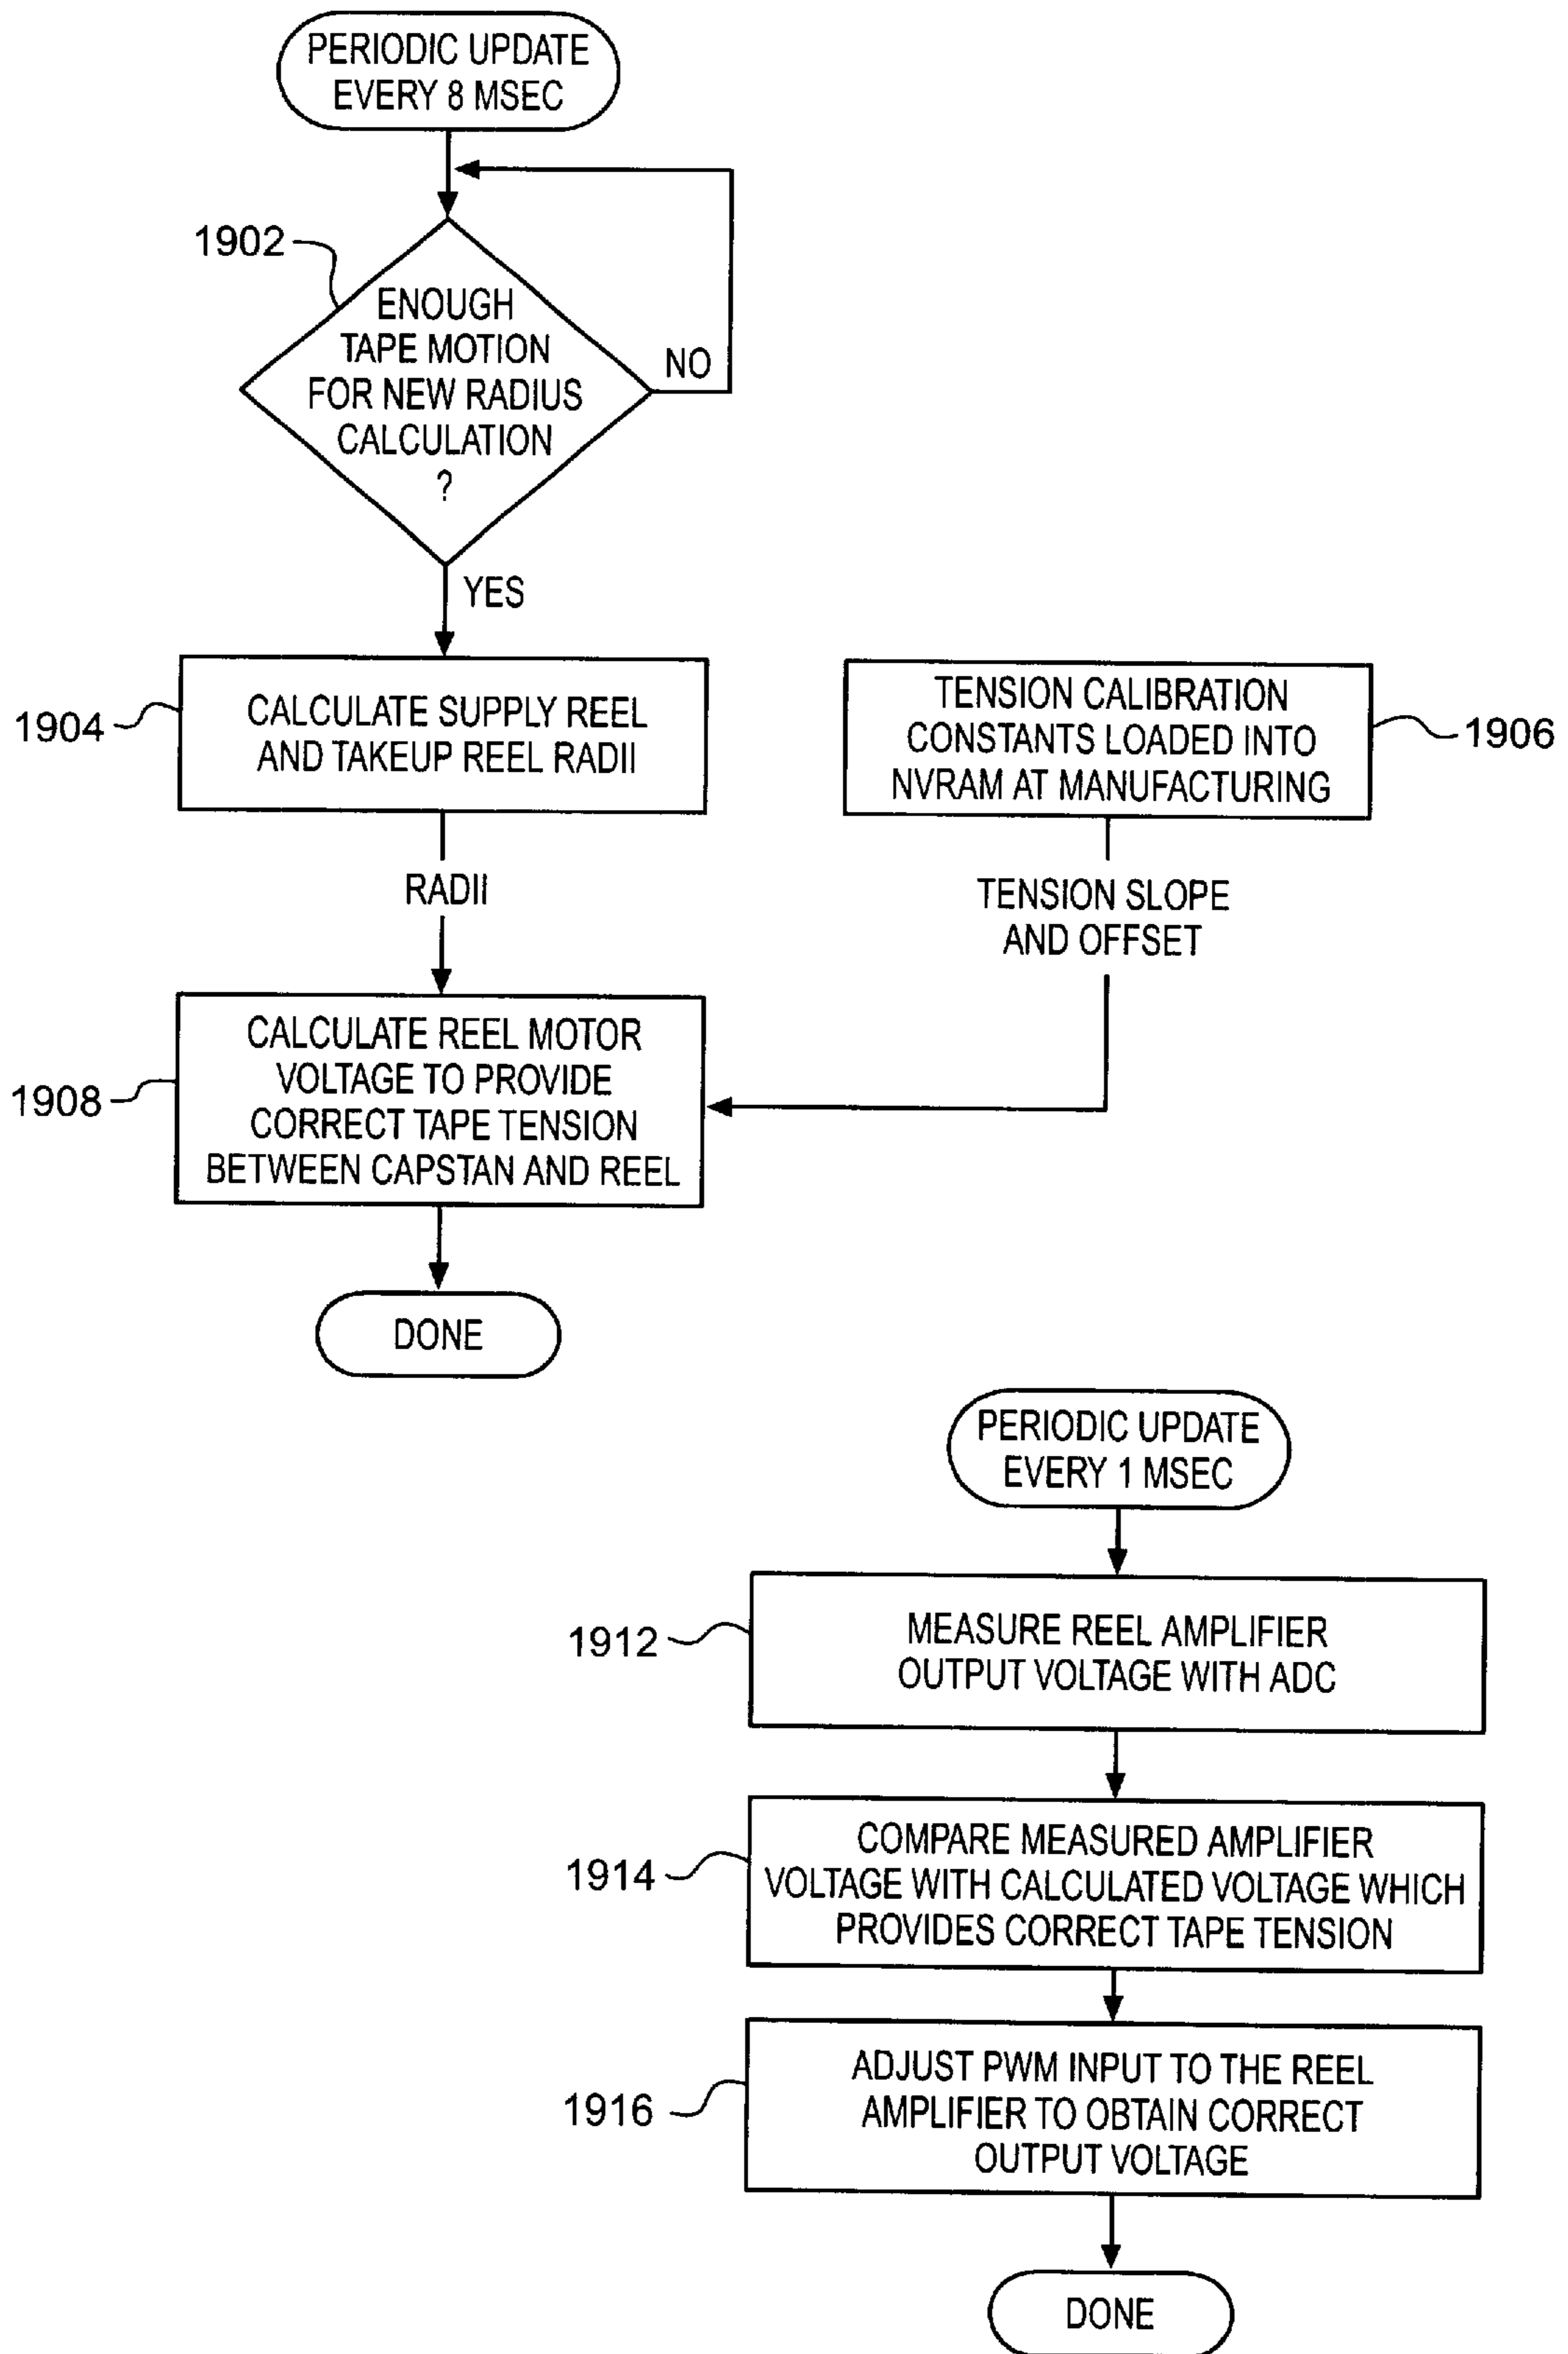 PERIODIC UPDATE
EVERY 8 MSEC
1902
ENOUGH
TAPE MOTION
FOR NEW RADIUS
CALCULATION
?
NO
YES
1904
CALCULATE SUPPLY REEL
AND TAKEUP REEL RADII
TENSION CALIBRATION
CONSTANTS LOADED INTO
NVRAM AT MANUFACTURING
1906
RADII
TENSION SLOPE
AND OFFSET
1908
CALCULATE REEL MOTOR
VOLTAGE TO PROVIDE
CORRECT TAPE TENSION
BETWEEN CAPSTAN AND REEL
DONE
PERIODIC UPDATE
EVERY 1 MSEC
1912
MEASURE REEL AMPLIFIER
OUTPUT VOLTAGE WITH ADC
1914
COMPARE MEASURED AMPLIFIER
VOLTAGE WITH CALCULATED VOLTAGE WHICH
PROVIDES CORRECT TAPE TENSION
1916
ADJUST PWM INPUT TO THE REEL
AMPLIFIER TO OBTAIN CORRECT
OUTPUT VOLTAGE
DONE